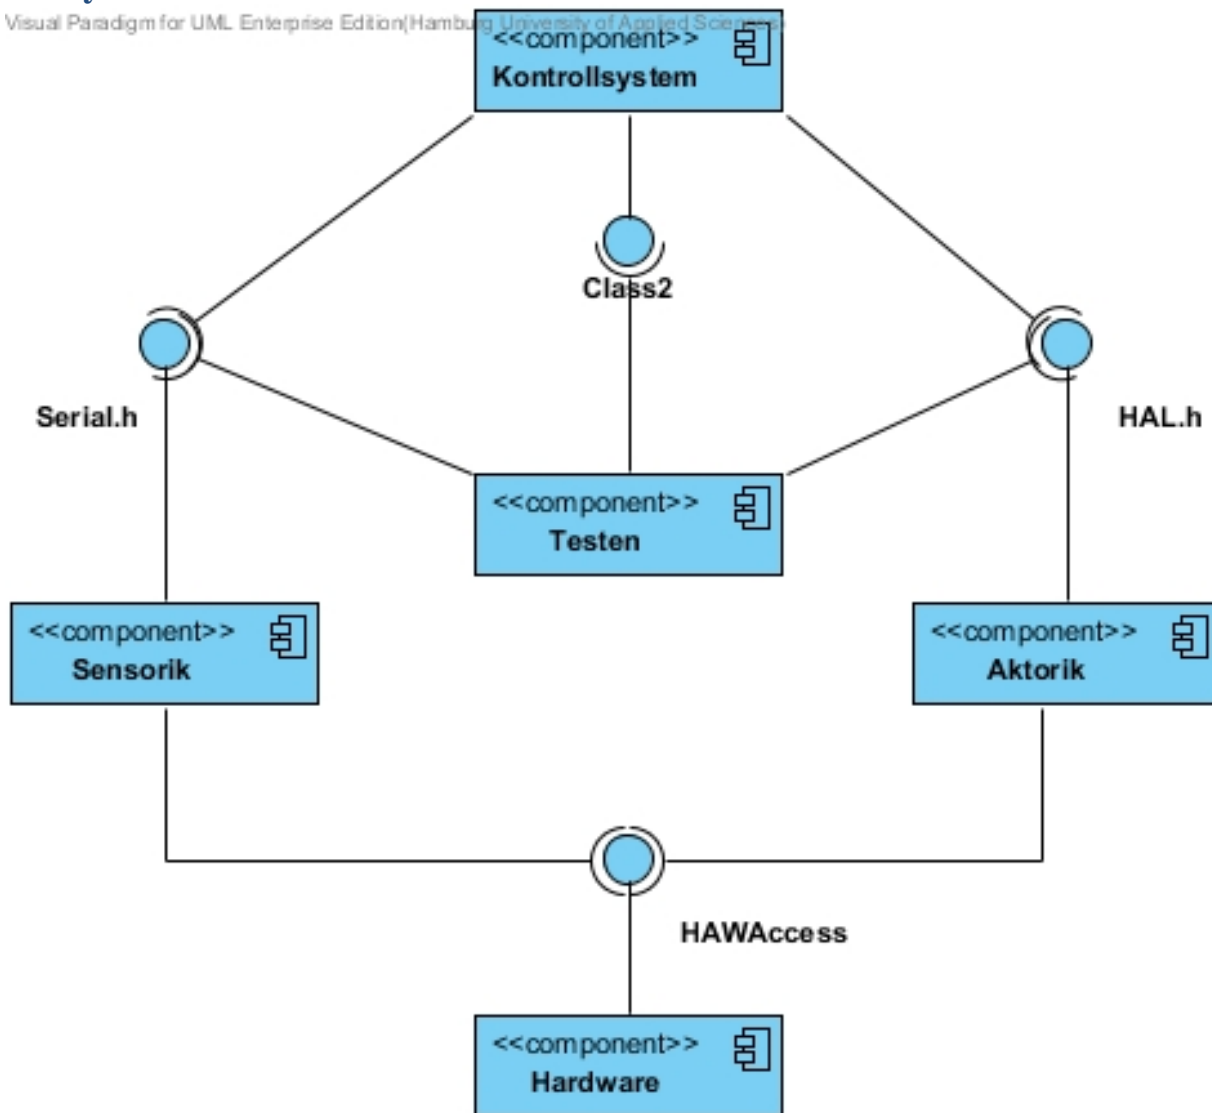 Visual Paradigm for UML Enterprise Edition(Hamburg University of Applied Sciences)
<<component>>
Kontrollsystem
Class2
Serial.h
HAL.h
<<component>>
Testen
<<component>>
Sensorik
<<component>>
Aktorik
HAWAccess
<<component>>
Hardware